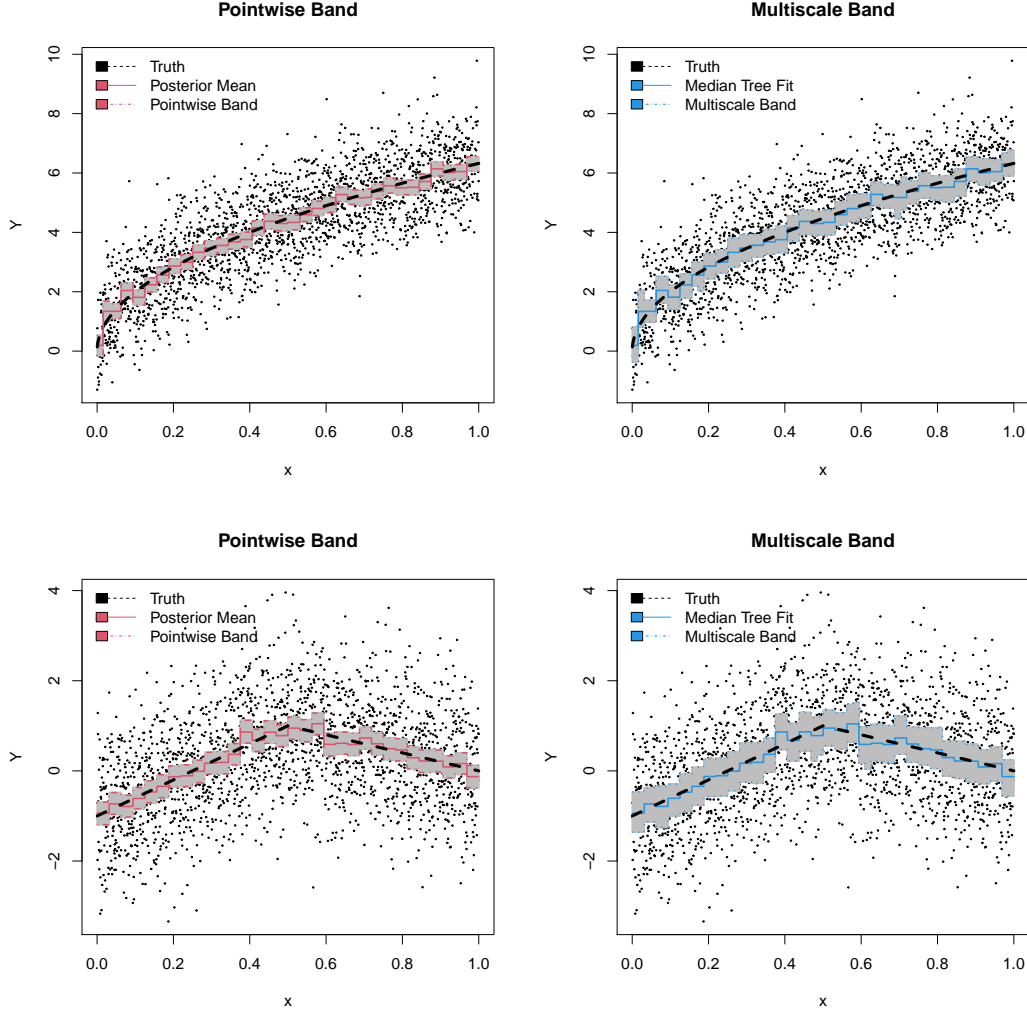 Pointwise Band
Y
0 2 4 6 8 10
Truth
Posterior Mean
Pointwise Band
0.0 0.2 0.4 0.6 0.8 1.0
x
Multiscale Band
Y
0 2 4 6 8 10
Truth
Median Tree Fit
Multiscale Band
0.0 0.2 0.4 0.6 0.8 1.0
x
Pointwise Band
Y
−2 0 2 4
Truth
Posterior Mean
Pointwise Band
0.0 0.2 0.4 0.6 0.8 1.0
x
Multiscale Band
Y
−2 0 2 4
Truth
Median Tree Fit
Multiscale Band
0.0 0.2 0.4 0.6 0.8 1.0
x